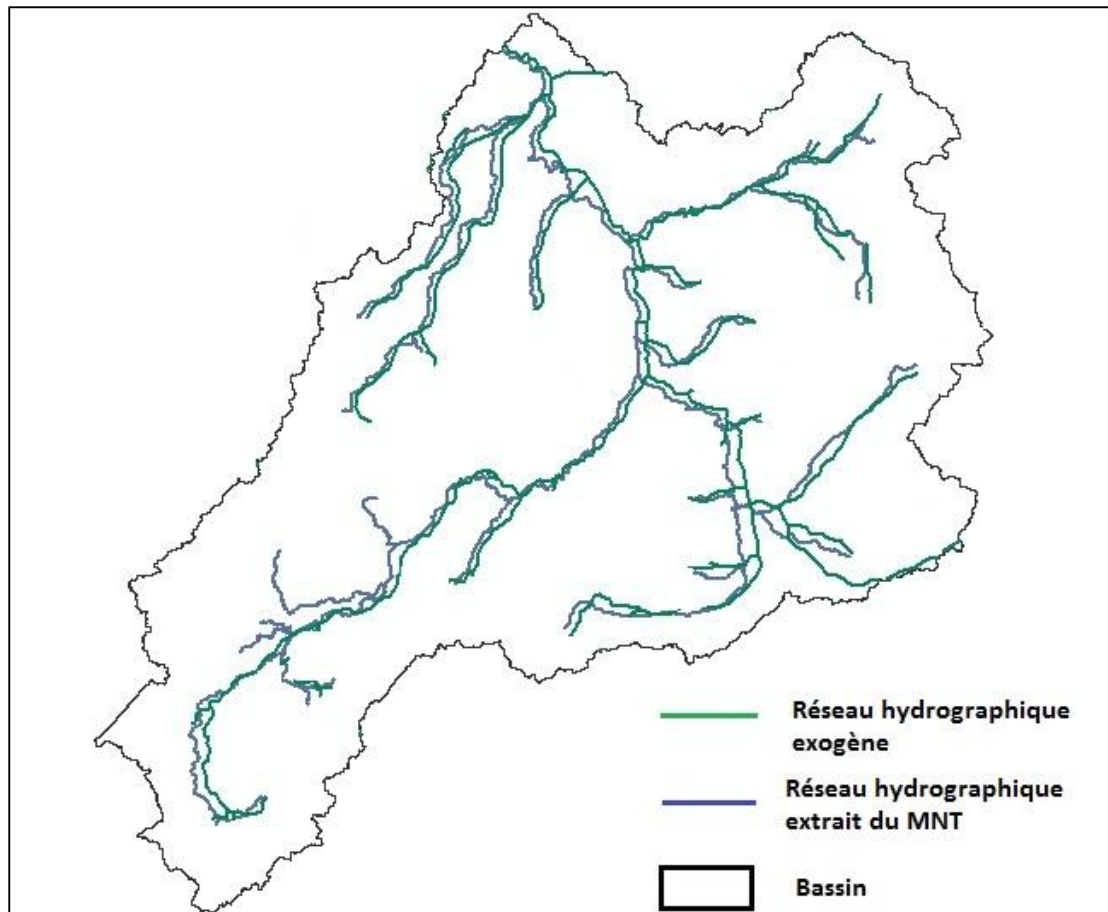 Réseau hydrographique
exogène
Réseau hydrographique
extrait du MNT
Bassin